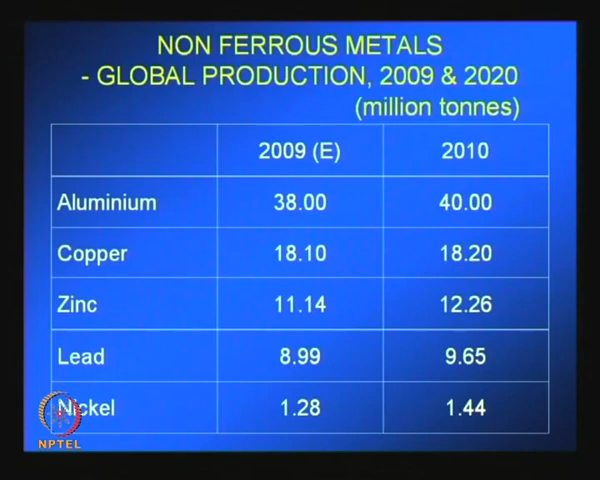 NON FERROUS METALS
- GLOBAL PRODUCTION, 2009 & 2020
(million tonnes)
2009 (E) 2010
Aluminium 38.00 40.00
Copper 18.10 18.20
Zinc 11.14 12.26
Lead 8.99 9.65
Nickel 1.28 1.44
NPTEL